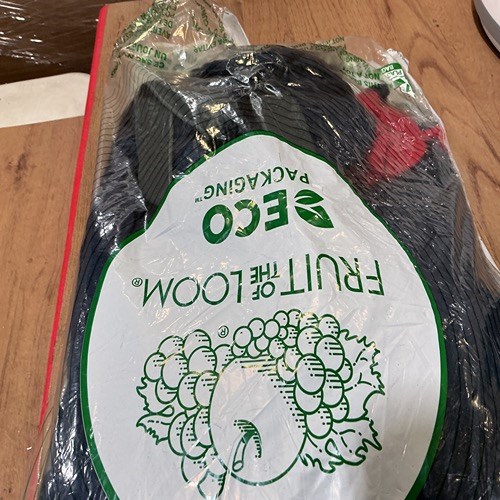 FRUIT OF THE LOOM®
ECO
PACKAGING™
®